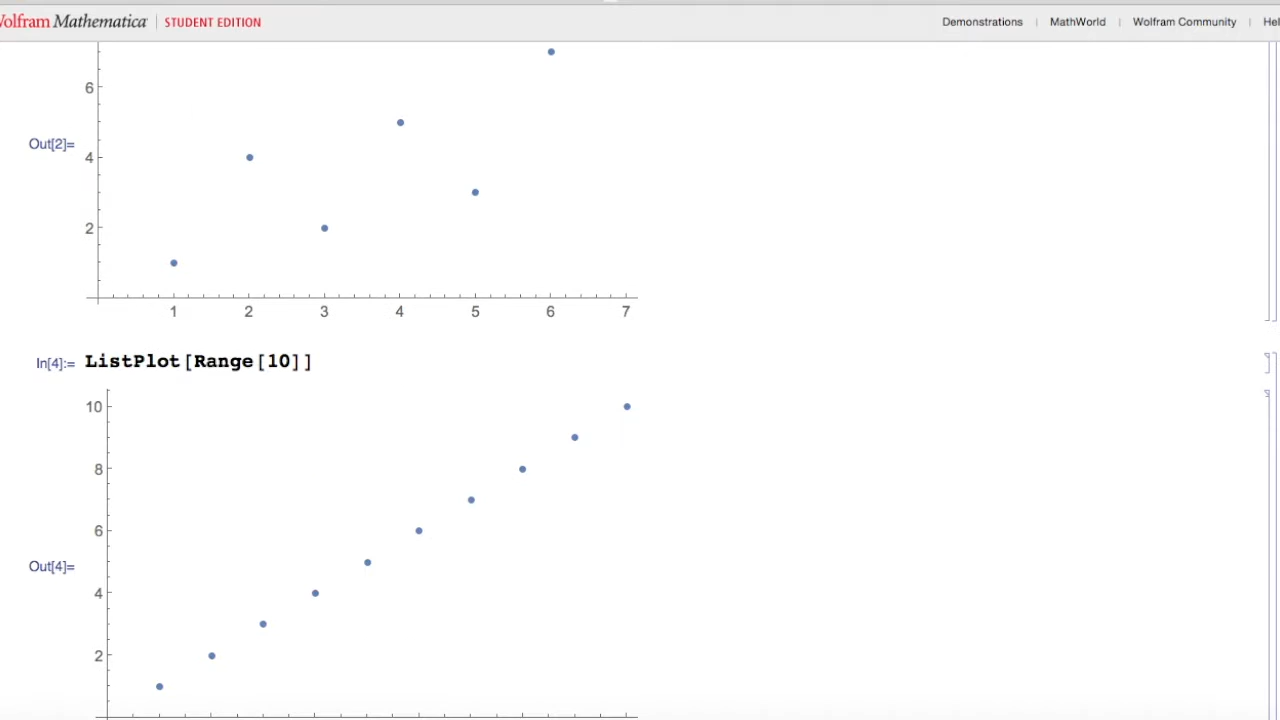 Wolfram Mathematica | STUDENT EDITION
Demonstrations | MathWorld | Wolfram Community |
6
Out[2]= 4
2
1 2 3 4 5 6 7
In[4]:= ListPlot[Range[10]]
10
8
6
Out[4]=
4
2